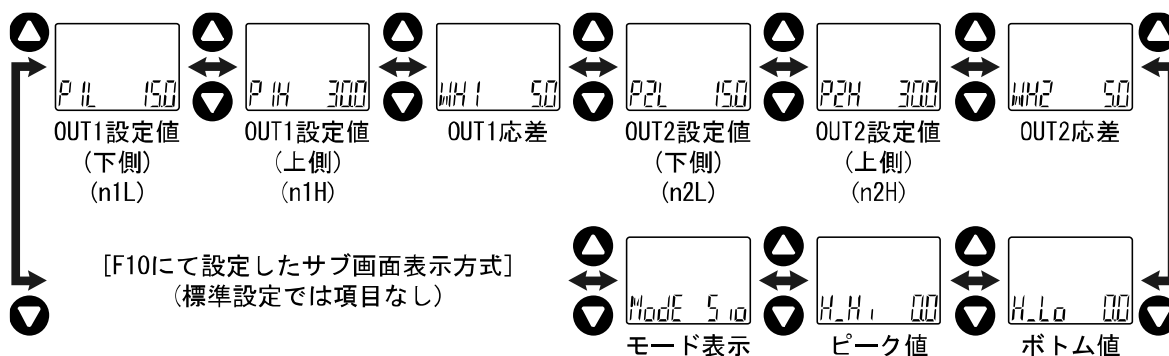 P 1L 15.0
P 1H 30.0
WH 1 5.0
P2L 15.0
P2H 30.0
WH2 5.0
OUT1設定値
(下側)
(n1L)
OUT1設定値
(上側)
(n1H)
OUT1応差
OUT2設定値
(下側)
(n2L)
OUT2設定値
(上側)
(n2H)
OUT2応差
[F10にて設定したサブ画面表示方式]
(標準設定では項目なし)
ModE S io
H_Hi 0.0
H_Lo 0.0
モード表示
ピーク値
ボトム値